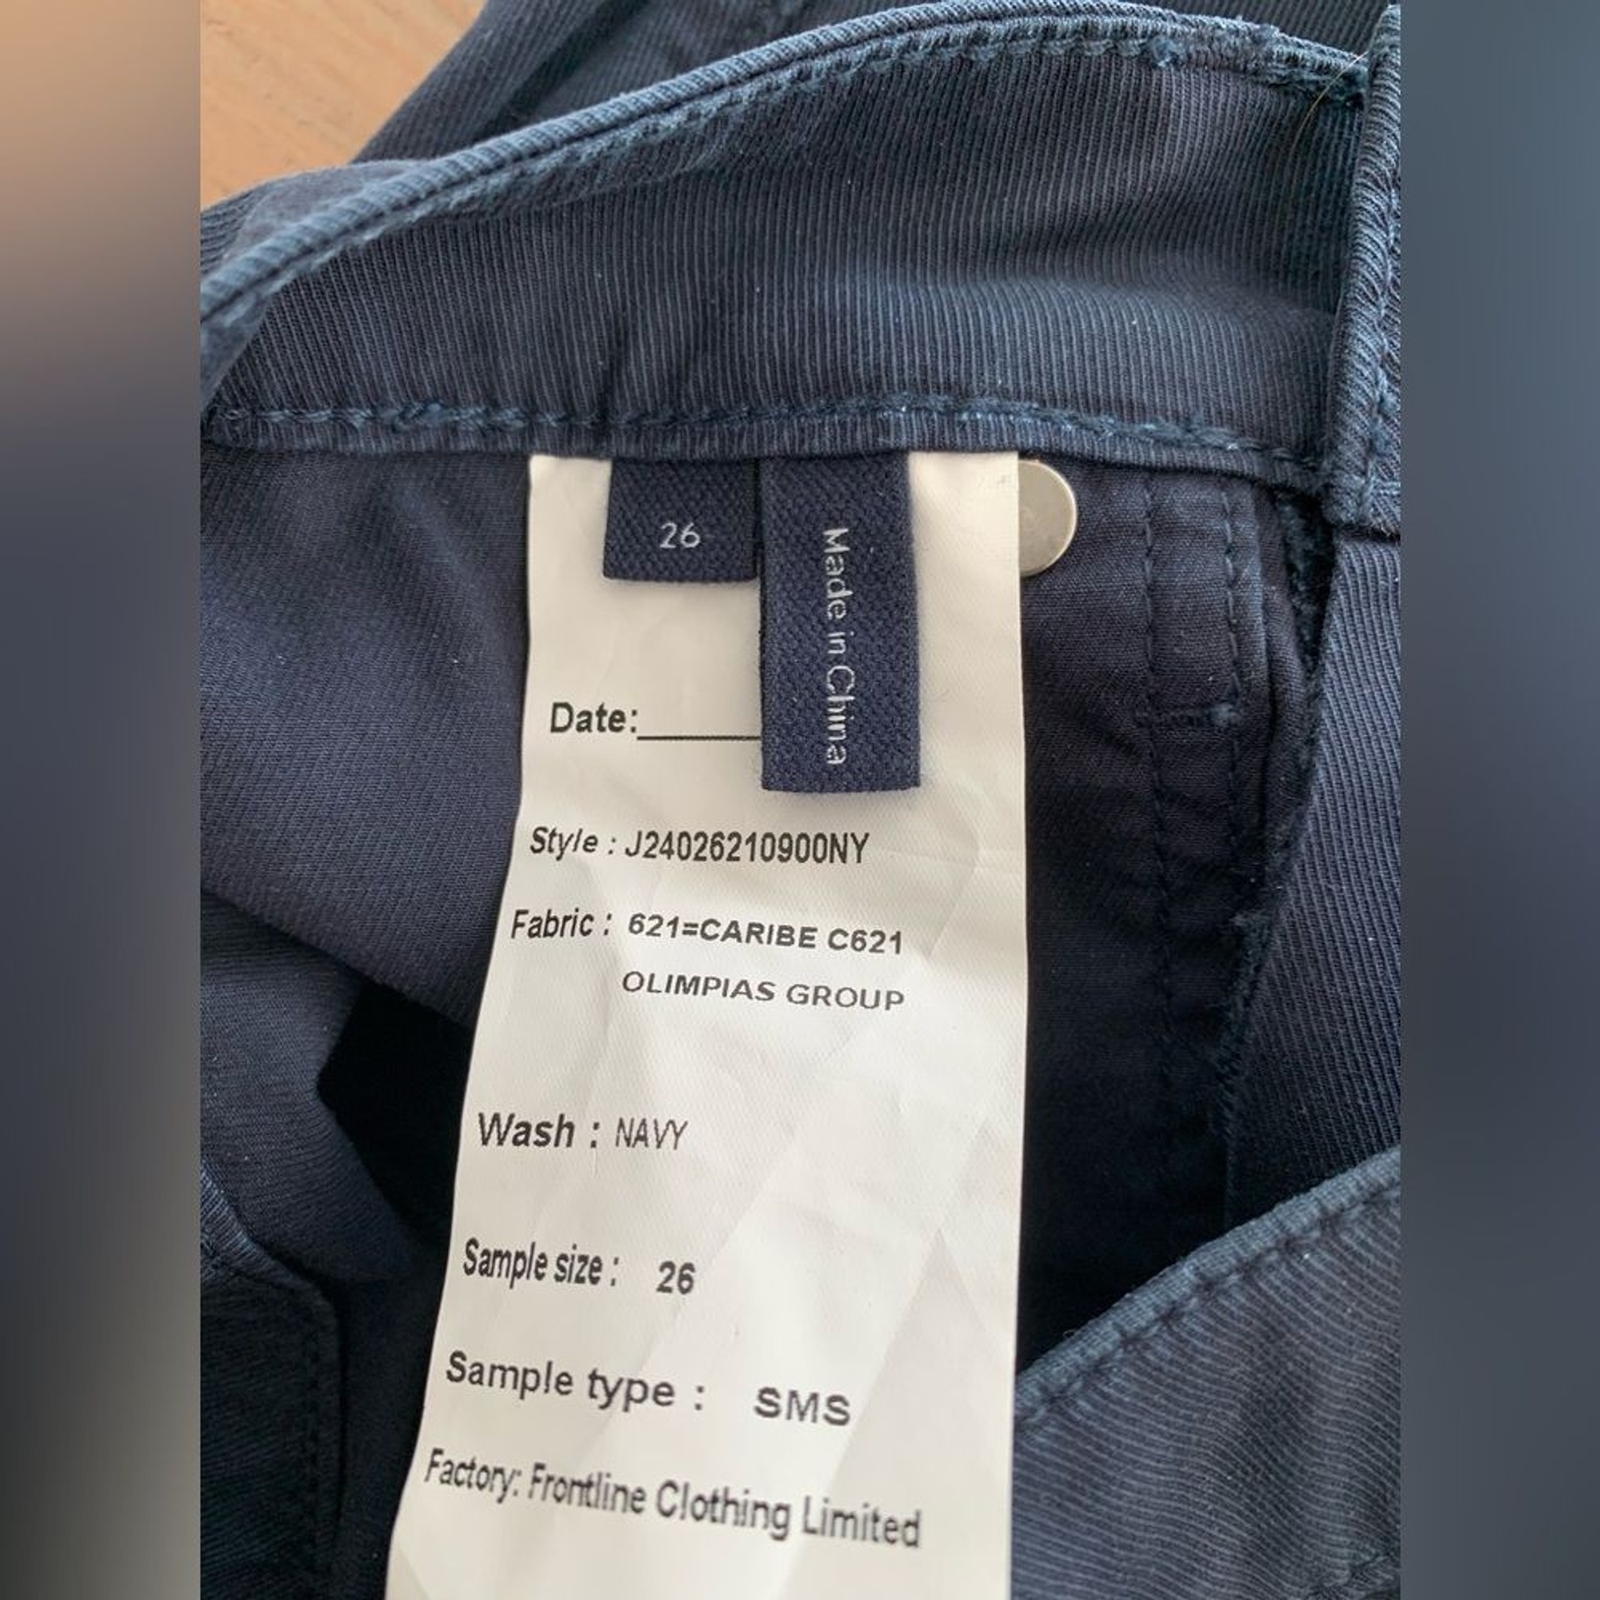 26
Made in China
Date:
Style : J24026210900NY
Fabric : 621=CARIBE C621
OLIMPIAS GROUP
Wash : NAVY
Sample size : 26
Sample type : SMS
Factory: Frontline Clothing Limited